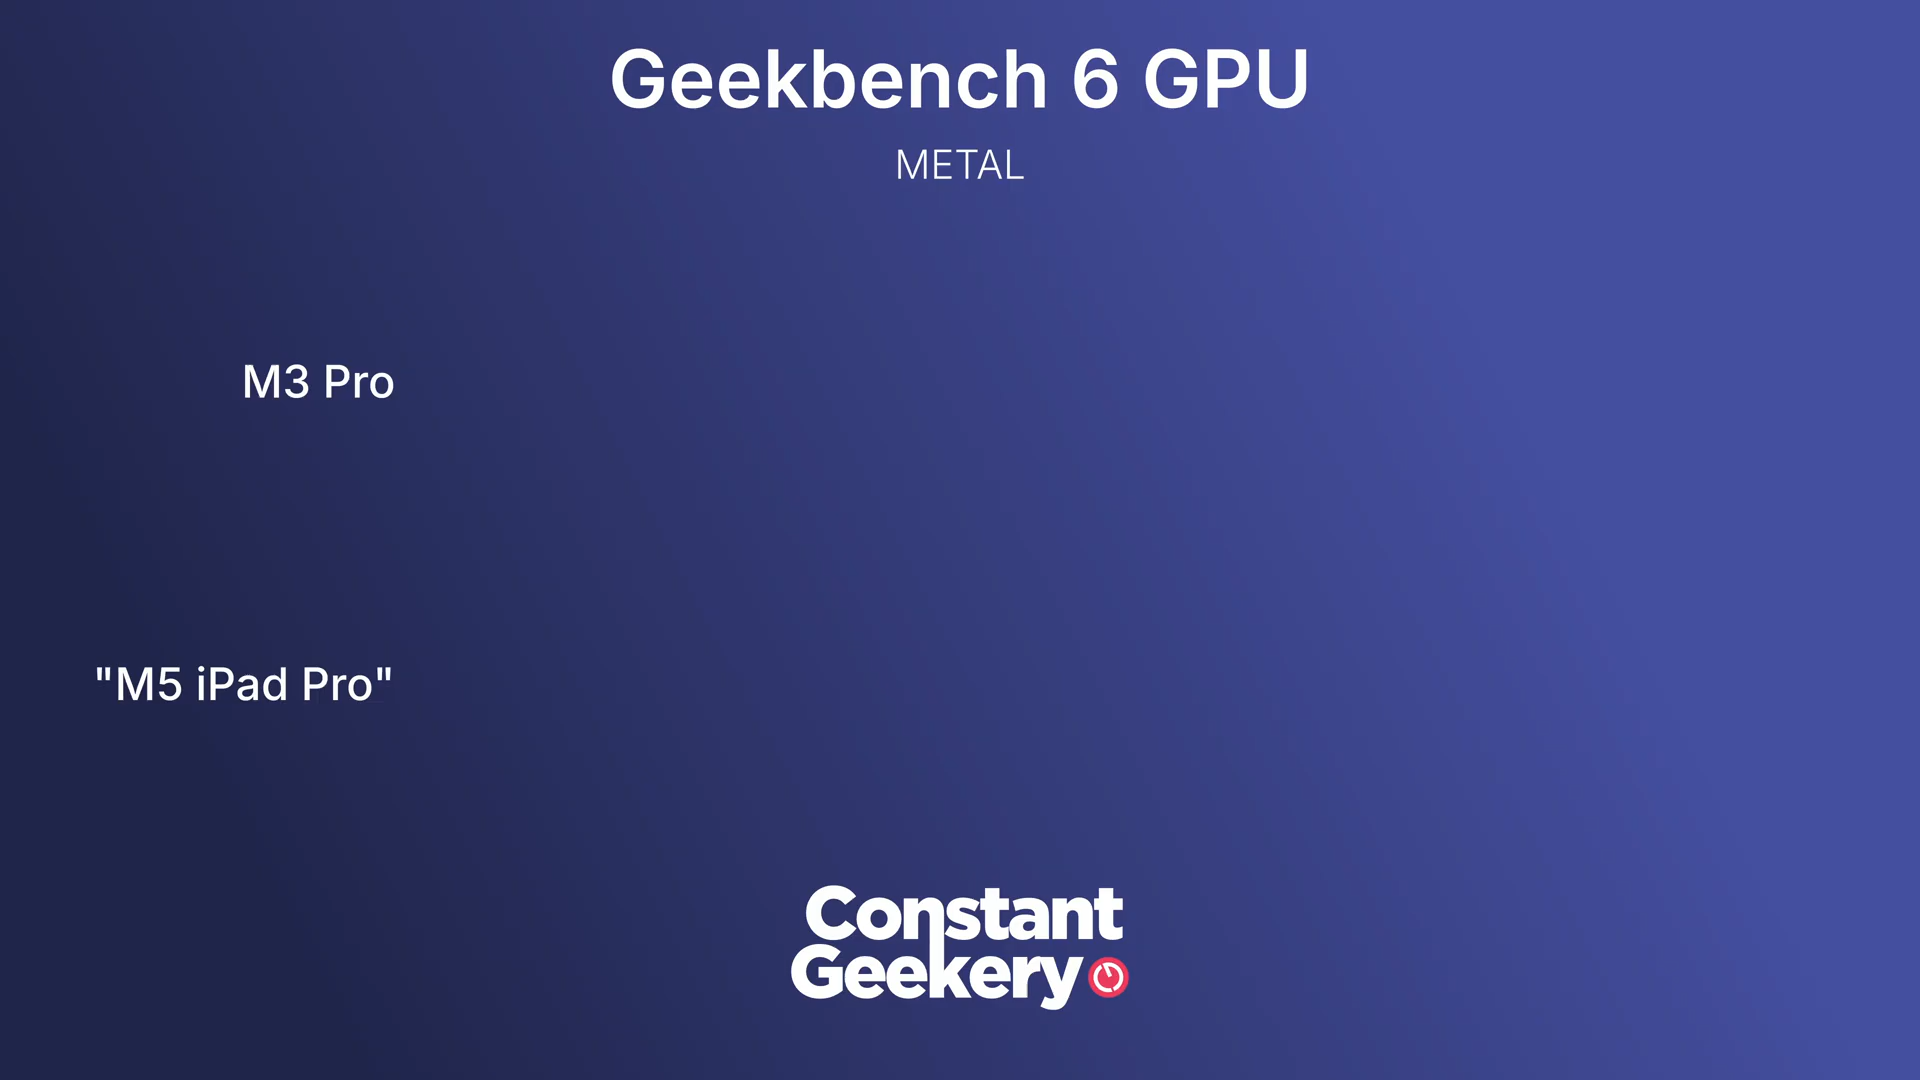 Geekbench 6 GPU
METAL
M3 Pro
"M5 iPad Pro"
Constant
Geekery